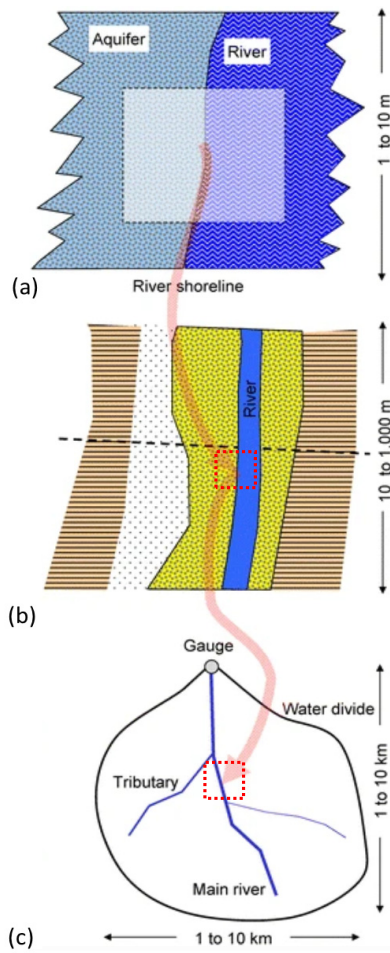 Aquifer
River
1 to 10 m
(a)
River shoreline
River
10 to 1.000 m
(b)
Gauge
Water divide
Tributary
1 to 10 km
Main river
(c)
1 to 10 km